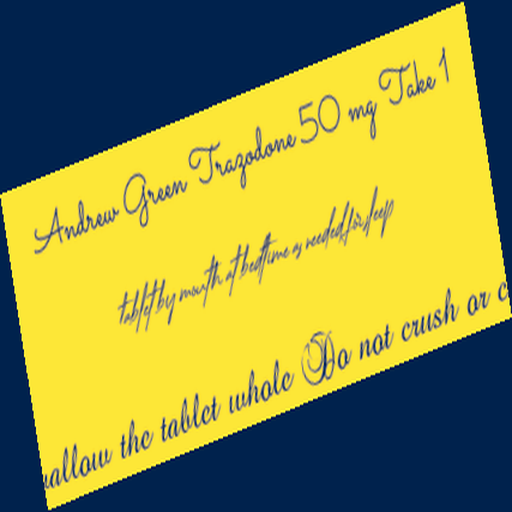 Andrew Green Trazodone 50 mg Take 1
tablet by mouth at bedtime as needed for sleep
the tablet whole Do not crush or